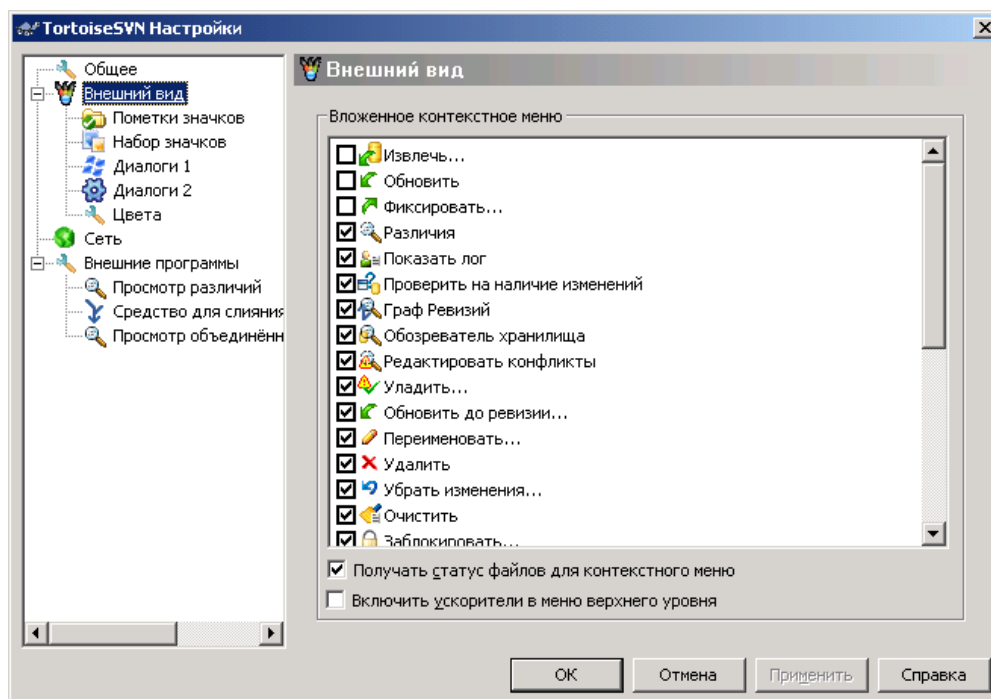 TortoiseSVN Настройки
Общее
Внешний вид
Пометки значков
Набор значков
Диалоги 1
Диалоги 2
Цвета
Сеть
Внешние программы
Просмотр различий
Средство для слияния
Просмотр объединённ
Внешний вид
Вложенное контекстное меню
Извлечь...
Обновить
Фиксировать...
Различия
Показать лог
Проверить на наличие изменений
Граф Ревизий
Обозреватель хранилища
Редактировать конфликты
Уладить...
Обновить до ревизии...
Переименовать...
Удалить
Убрать изменения...
Очистить
Заблокировать...
Получать статус файлов для контекстного меню
Включить ускорители в меню верхнего уровня
ОК
Отмена
Применить
Справка